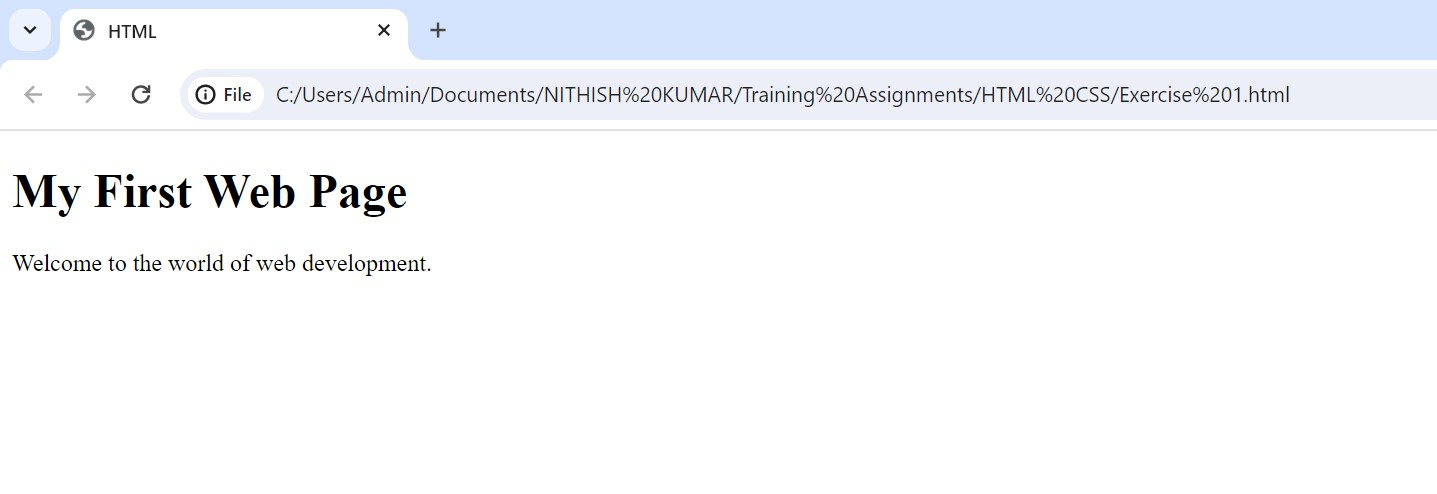 HTML
File C:/Users/Admin/Documents/NITHISH%20KUMAR/Training%20Assignments/HTML%20CSS/Exercise%201.html
My First Web Page
Welcome to the world of web development.